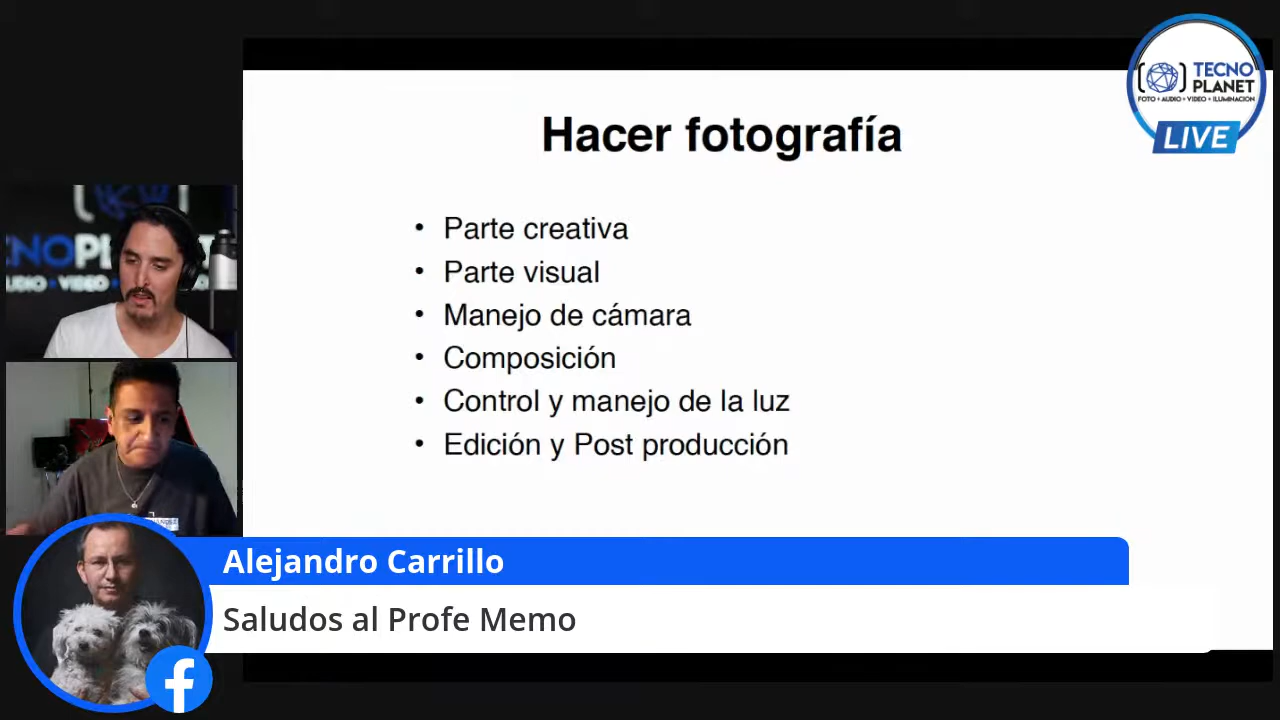 TECNO
PLANET
FOTO + AUDIO + VIDEO + ILUMINACION
LIVE
Hacer fotografía
• Parte creativa
• Parte visual
• Manejo de cámara
• Composición
• Control y manejo de la luz
• Edición y Post producción
Alejandro Carrillo
Saludos al Profe Memo